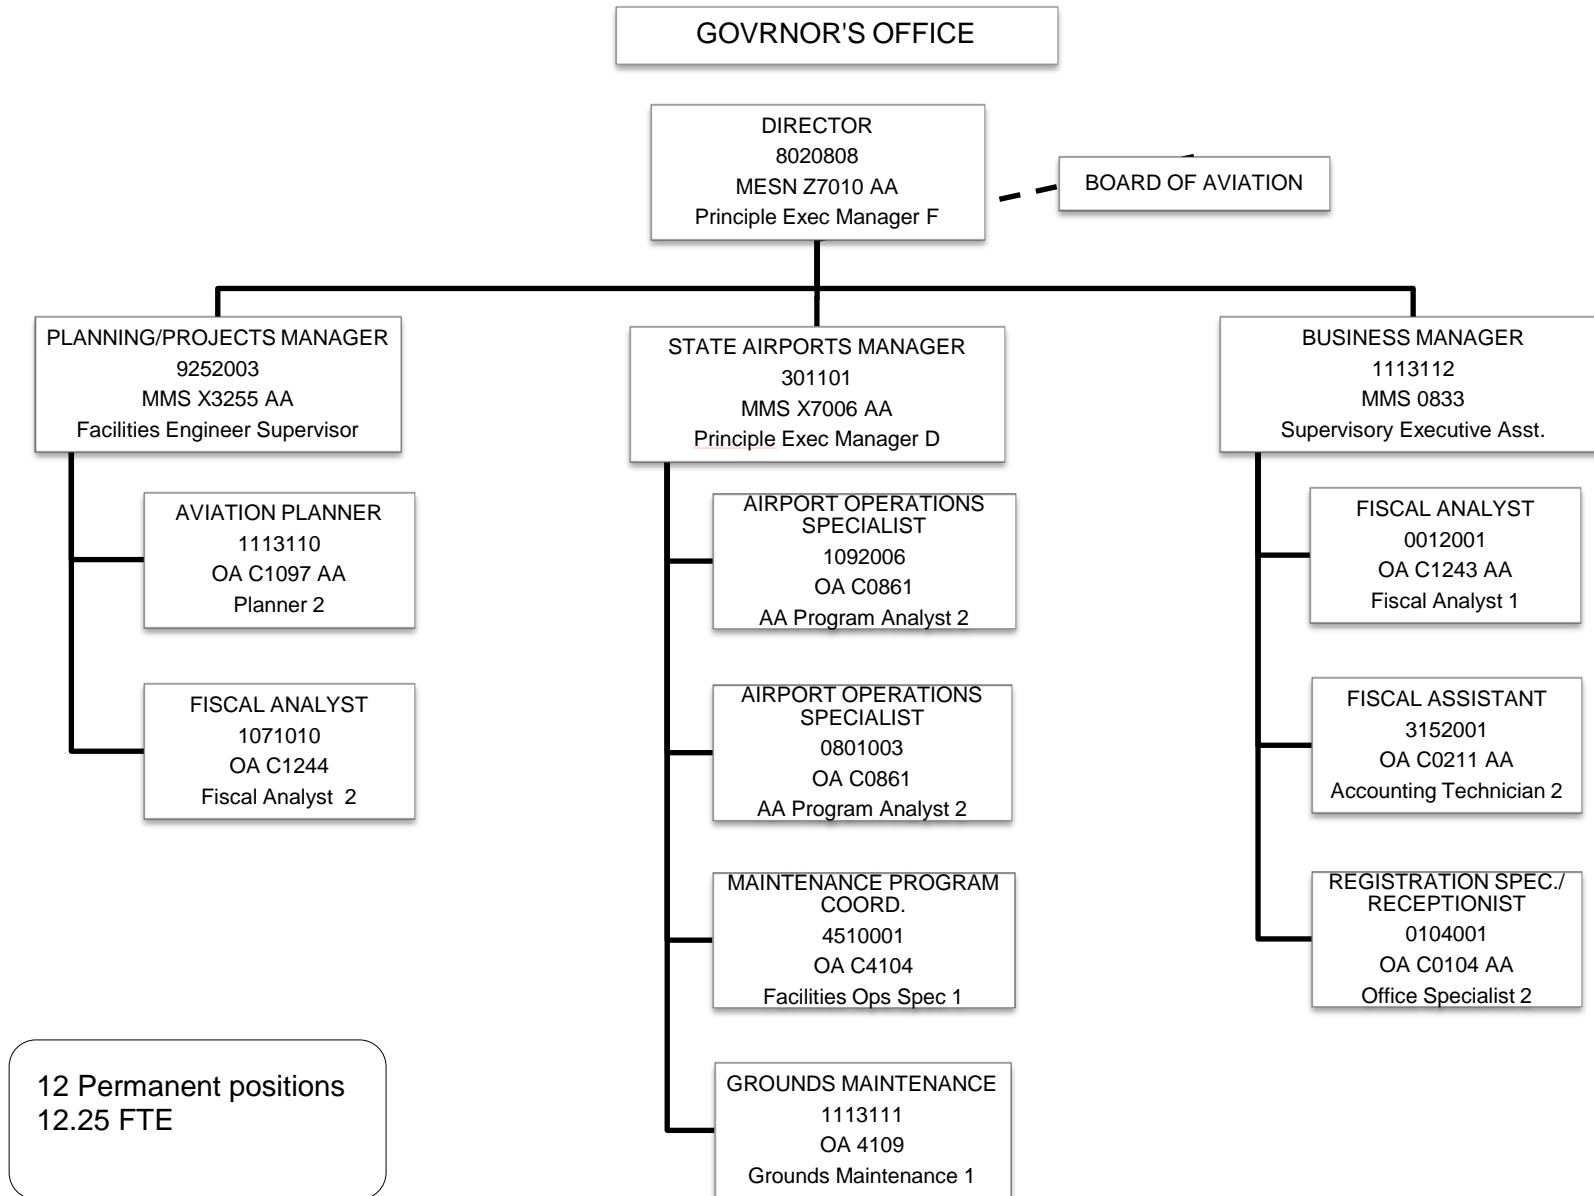 GOVRNOR'S OFFICE
DIRECTOR
8020808
MESN Z7010 AA
Principle Exec Manager F
BOARD OF AVIATION
PLANNING/PROJECTS MANAGER
9252003
MMS X3255 AA
Facilities Engineer Supervisor
STATE AIRPORTS MANAGER
301101
MMS X7006 AA
Principle Exec Manager D
BUSINESS MANAGER
1113112
MMS 0833
Supervisory Executive Asst.
AVIATION PLANNER
1113110
OA C1097 AA
Planner 2
FISCAL ANALYST
1071010
OA C1244
Fiscal Analyst 2
AIRPORT OPERATIONS
SPECIALIST
1092006
OA C0861
AA Program Analyst 2
AIRPORT OPERATIONS
SPECIALIST
0801003
OA C0861
AA Program Analyst 2
MAINTENANCE PROGRAM
COORD.
4510001
OA C4104
Facilities Ops Spec 1
GROUNDS MAINTENANCE
1113111
OA 4109
Grounds Maintenance 1
FISCAL ANALYST
0012001
OA C1243 AA
Fiscal Analyst 1
FISCAL ASSISTANT
3152001
OA C0211 AA
Accounting Technician 2
REGISTRATION SPEC./
RECEPTIONIST
0104001
OA C0104 AA
Office Specialist 2
12 Permanent positions
12.25 FTE